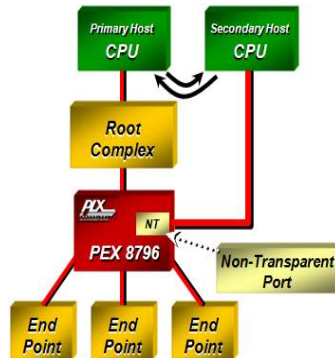 Primary Host
CPU
Secondary Host
CPU
Root
Complex
PLX
NT
PEX 8796
Non-Transparent
Port
End
Point
End
Point
End
Point